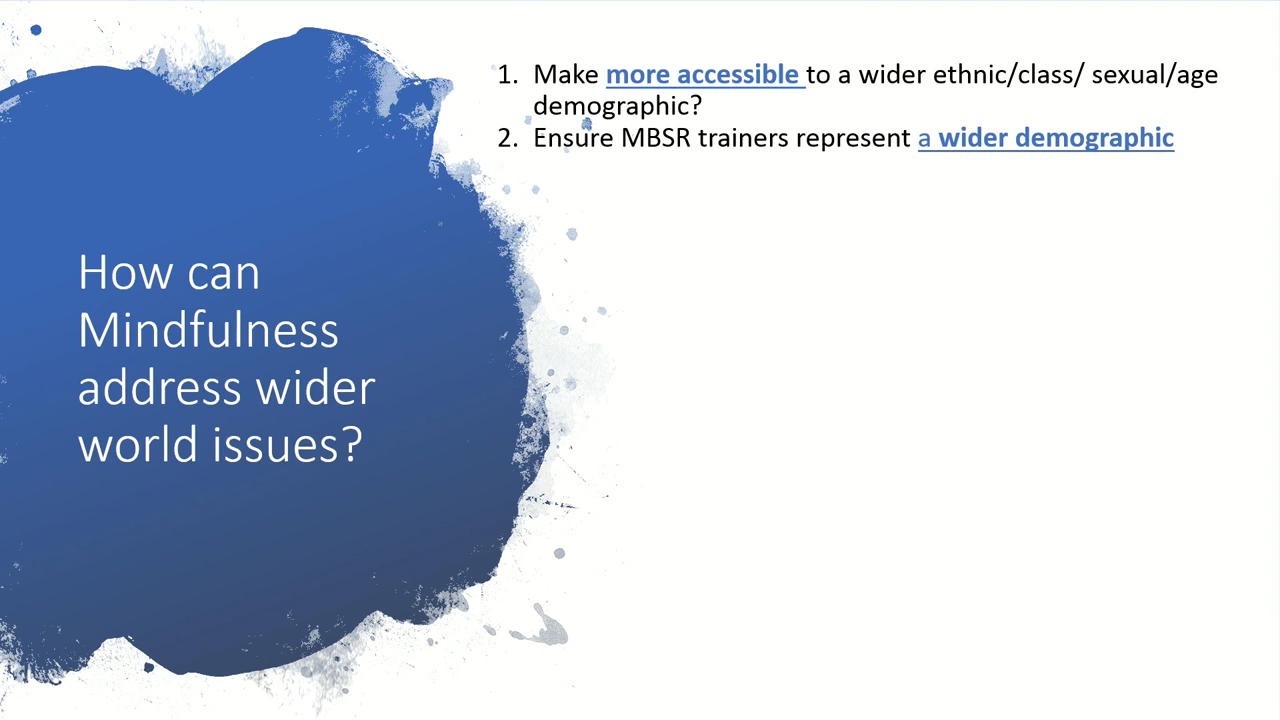 How can
Mindfulness
address wider
world issues?
1. Make more accessible to a wider ethnic/class/ sexual/age
demographic?
2. Ensure MBSR trainers represent a wider demographic